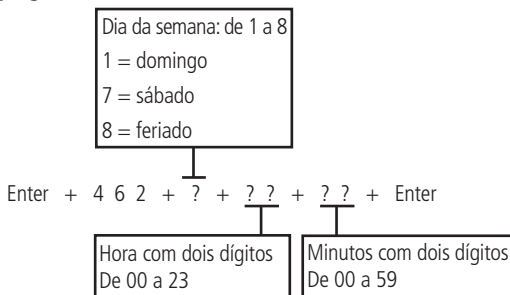 Dia da semana: de 1 a 8
1 = domingo
7 = sábado
8 = feriado
Enter + 4 6 2 + ? + ? ? + ? ? + Enter
Hora com dois dígitos
De 00 a 23
Minutos com dois dígitos
De 00 a 59